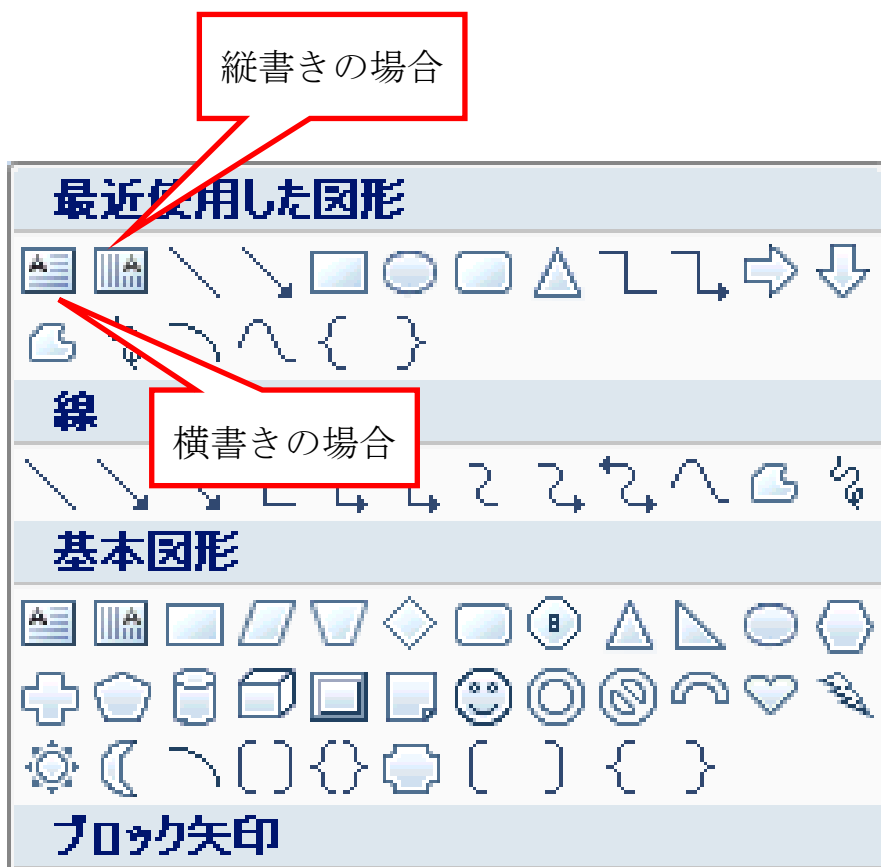 縦書きの場合
最近使用した図形
線
横書きの場合
基本図形
ブロック矢印